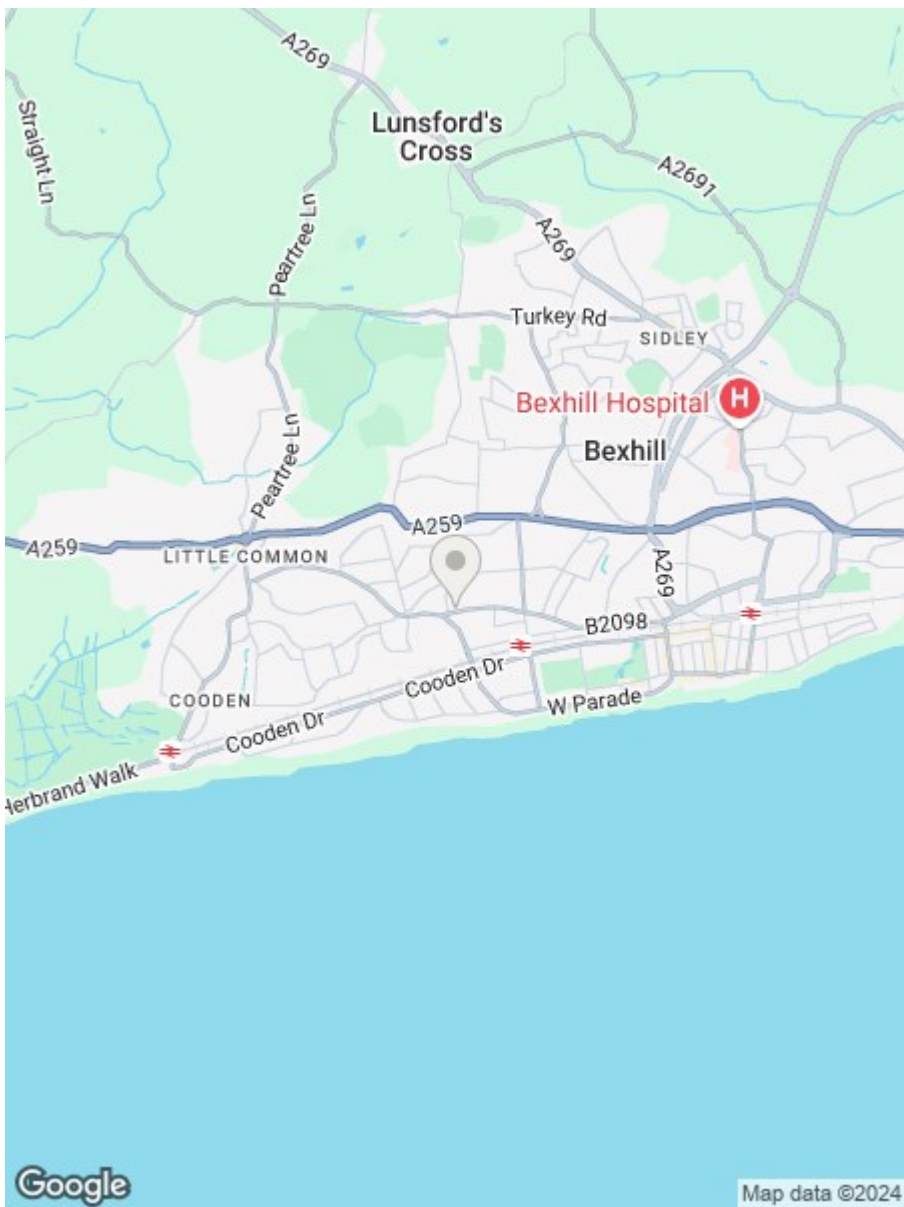 A269
Lunsford's
Cross
Straight Ln
A2691
Peartree Ln
A269
Turkey Rd
SIDLEY
Bexhill Hospital
H
Bexhill
Peartree Ln
A259
A259
LITTLE COMMON
A269
B2098
Cooden Dr
W Parade
COODEN
Cooden Dr
Herbrand Walk
Google
Map data ©2024